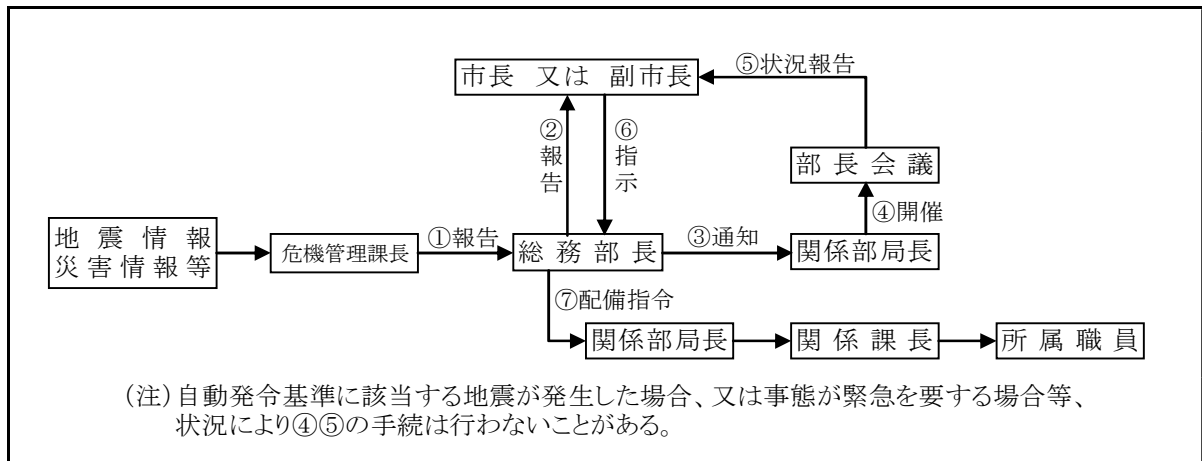 市長 又は 副市長
⑤状況報告
②報告
⑥指示
部長会議
④開催
地震情報
災害情報等
危機管理課長
①報告
総務部長
③通知
関係部局長
⑦配備指令
関係部局長
関係課長
所属職員
（注）自動発令基準に該当する地震が発生した場合、又は事態が緊急を要する場合等、
状況により④⑤の手続は行わないことがある。